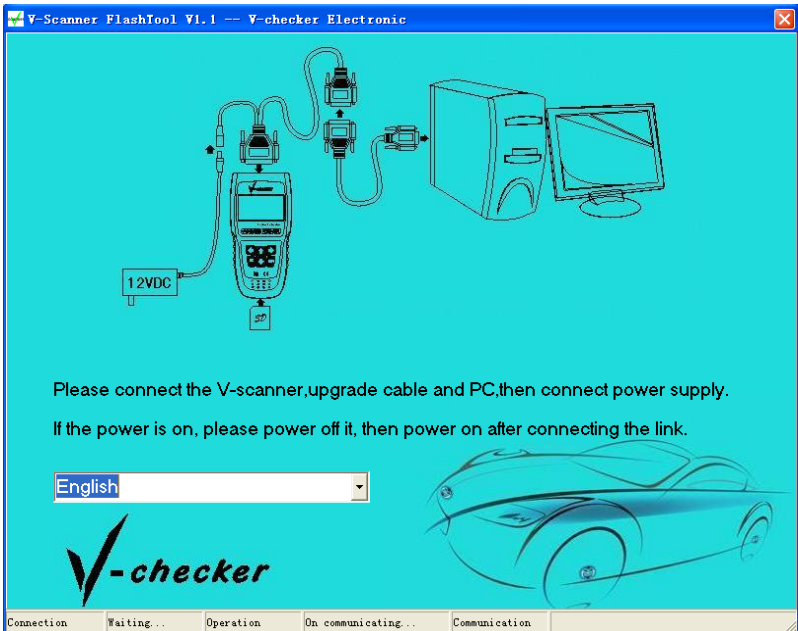 V-Scanner FlashTool V1.1 -- V-checker Electronic
V-checker
12VDC
SD
Please connect the V-scanner,upgrade cable and PC,then connect power supply.
If the power is on, please power off it, then power on after connecting the link.
English
V-checker
Connection Waiting... Operation On communicating... Communication